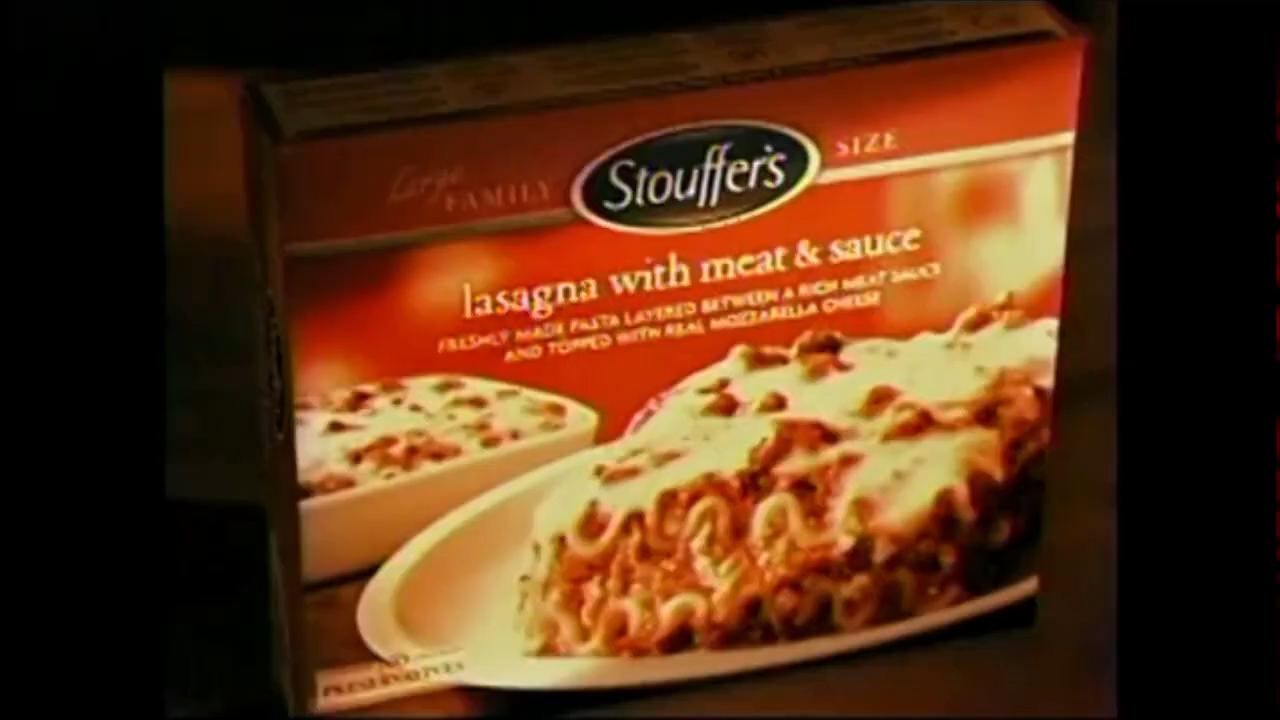 Large
FAMILY
Stouffer's
SIZE
lasagna with meat & sauce
FRESHLY MADE PASTA LAYERED BETWEEN A RICH MEAT SAUCE
AND TOPPED WITH REAL MOZZARELLA CHEESE
NO
PRESERVATIVES